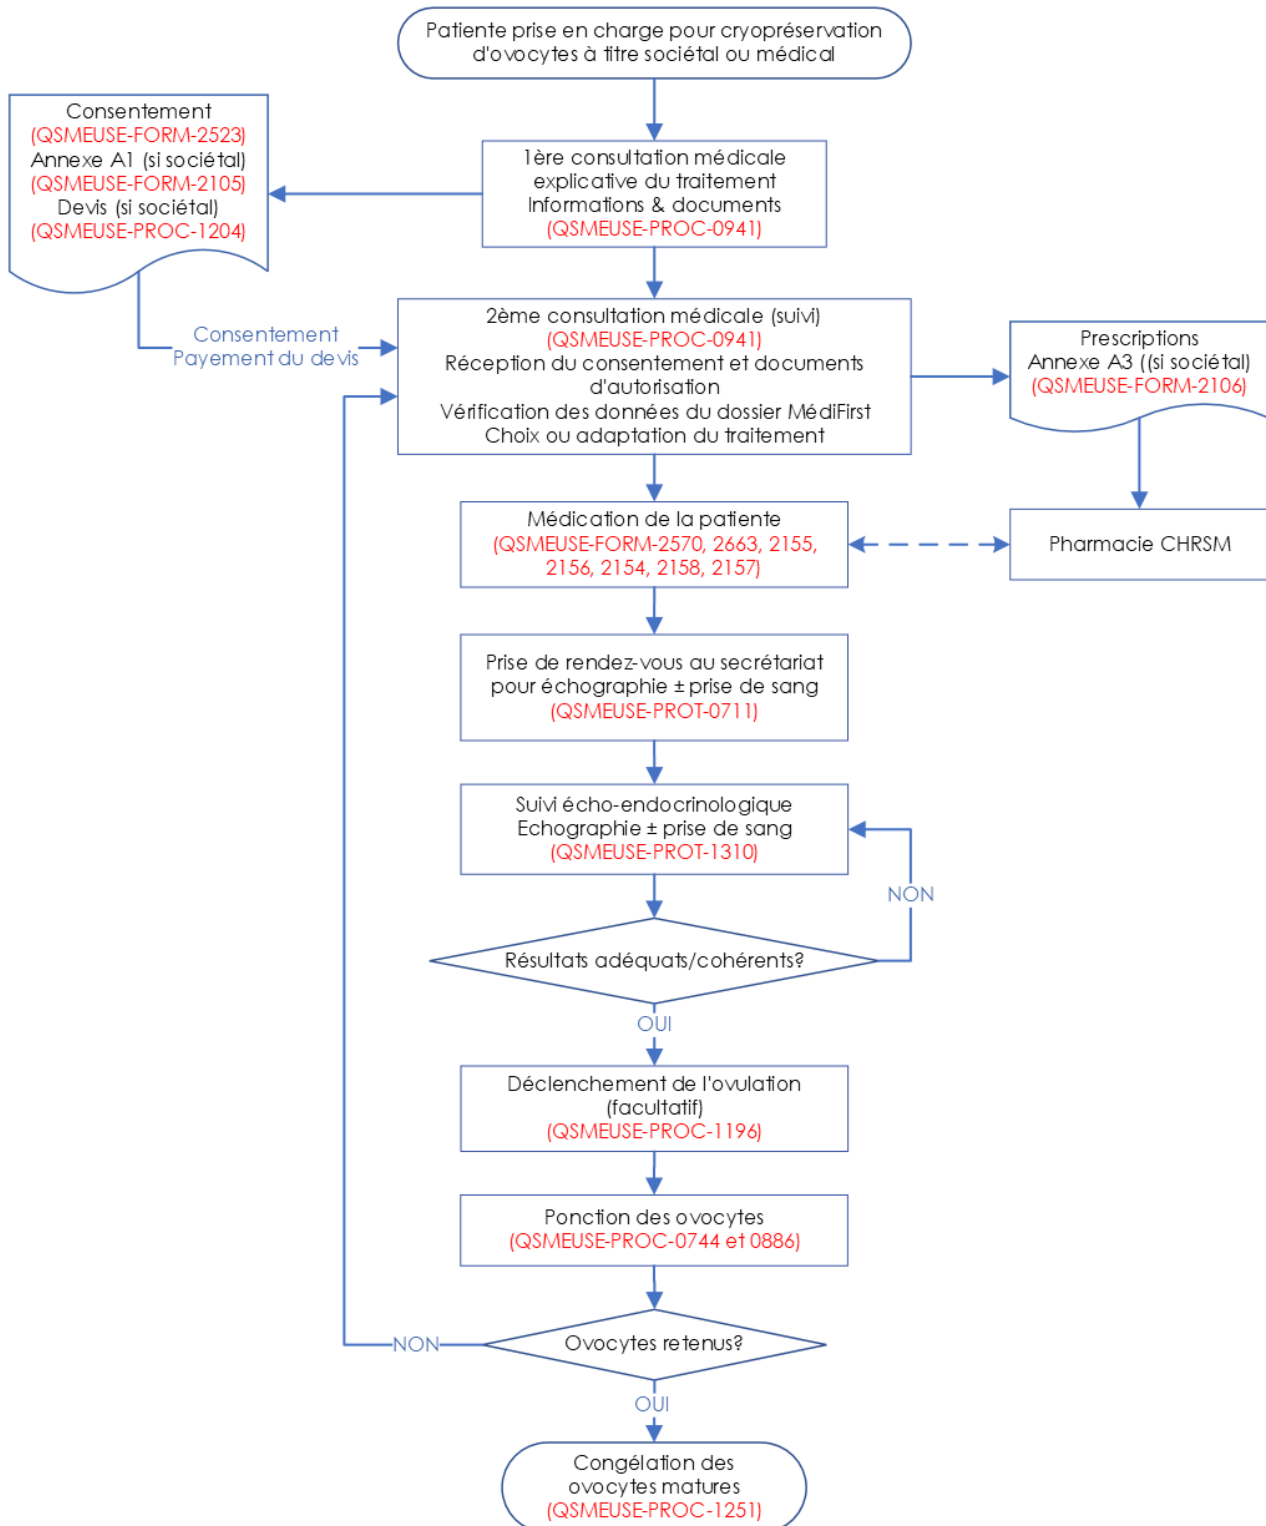 Patiente prise en charge pour cryopréservation
d'ovocytes à titre sociétal ou médical
Consentement
(QSMEUSE-FORM-2523)
Annexe A1 (si sociétal)
(QSMEUSE-FORM-2105)
Devis (si sociétal)
(QSMEUSE-PROC-1204)
1ère consultation médicale
explicative du traitement
Informations & documents
(QSMEUSE-PROC-0941)
Consentement
Payement du devis
2ème consultation médicale (suivi)
(QSMEUSE-PROC-0941)
Réception du consentement et documents
d'autorisation
Vérification des données du dossier MédiFirst
Choix ou adaptation du traitement
Prescriptions
Annexe A3 ((si sociétal)
(QSMEUSE-FORM-2106)
Médication de la patiente
(QSMEUSE-FORM-2570, 2663, 2155,
2156, 2154, 2158, 2157)
Pharmacie CHRSM
Prise de rendez-vous au secrétariat
pour échographie ± prise de sang
(QSMEUSE-PROT-0711)
Suivi écho-endocrinologique
Echographie ± prise de sang
(QSMEUSE-PROT-1310)
NON
Résultats adéquats/cohérents?
OUI
Déclenchement de l'ovulation
(facultatif)
(QSMEUSE-PROC-1196)
Ponction des ovocytes
(QSMEUSE-PROC-0744 et 0886)
NON
Ovocytes retenus?
OUI
Congélation des
ovocytes matures
(QSMEUSE-PROC-1251)